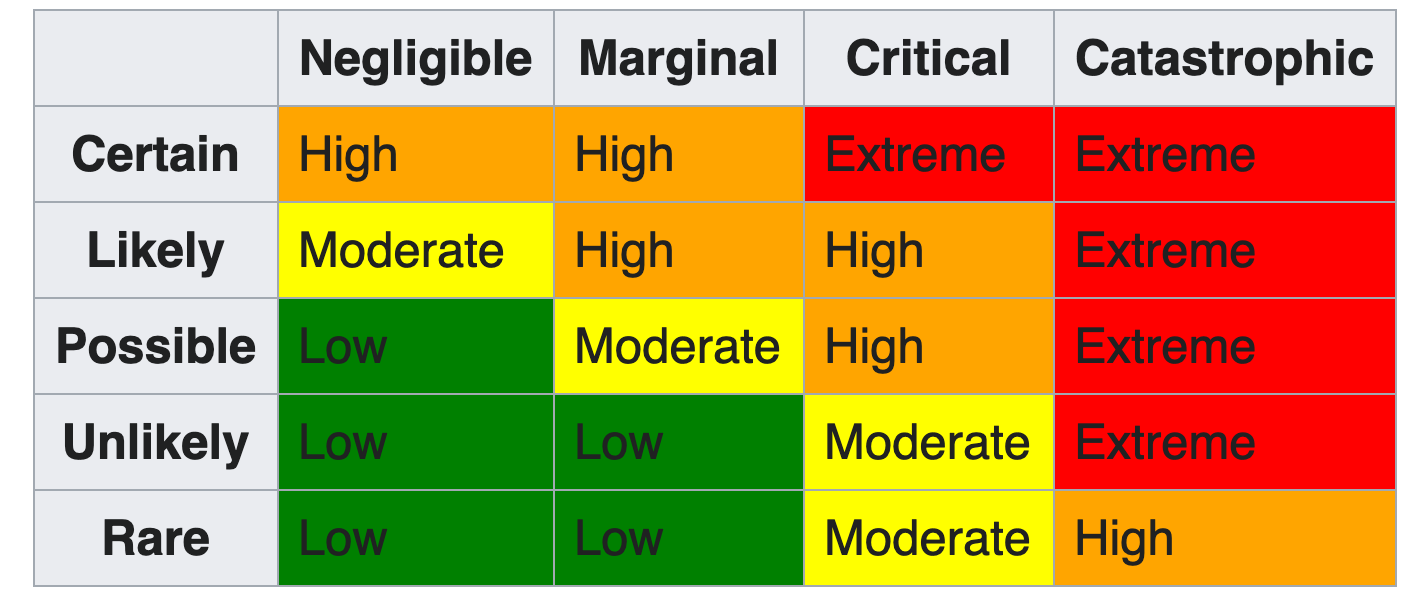 Negligible Marginal Critical Catastrophic
Certain High High Extreme Extreme
Likely Moderate High High Extreme
Possible Low Moderate High Extreme
Unlikely Low Low Moderate Extreme
Rare Low Low Moderate High